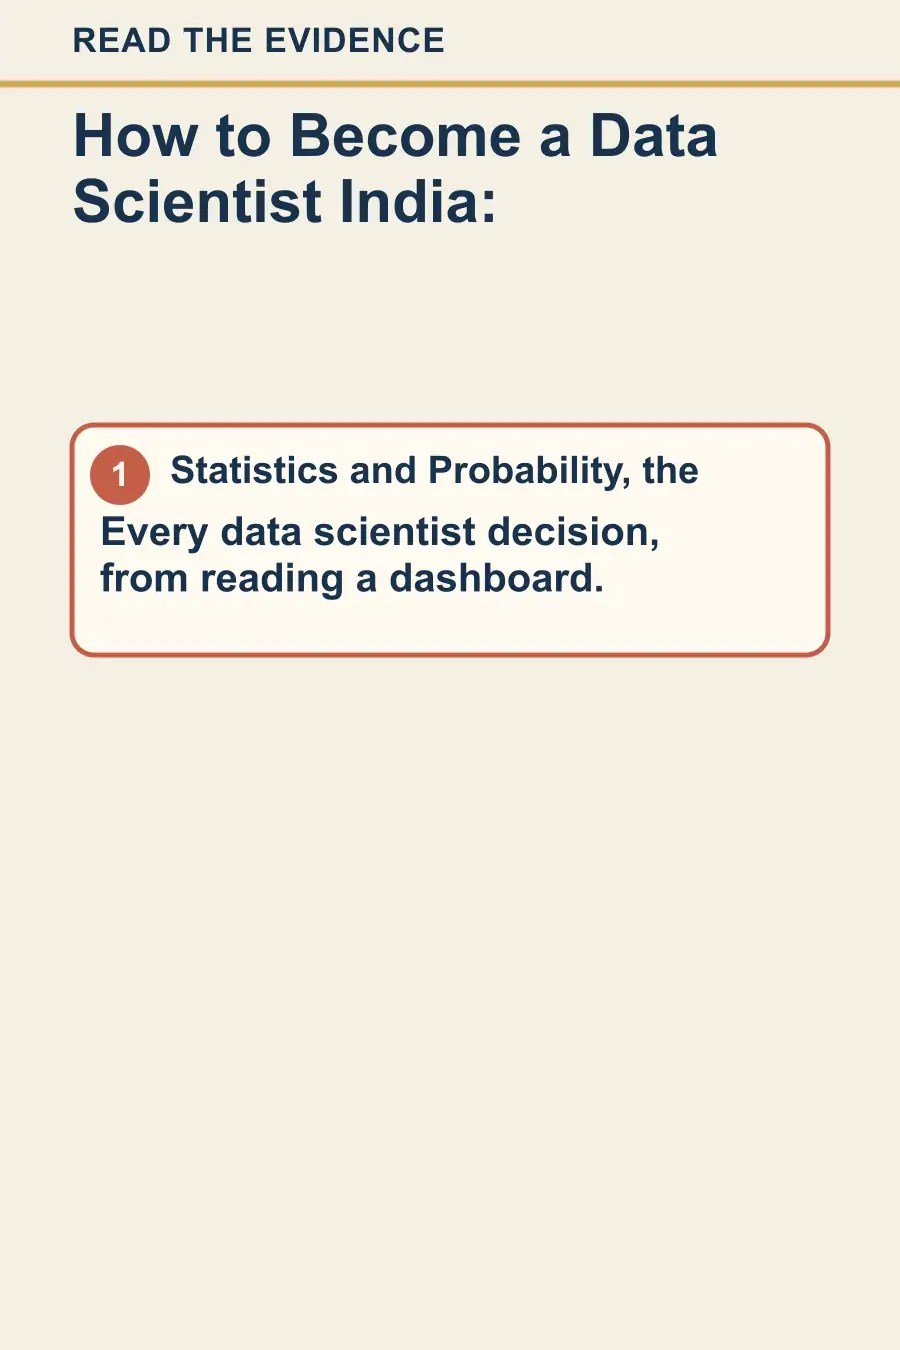 READ THE EVIDENCE
How to Become a Data
Scientist India:
1 Statistics and Probability, the
Every data scientist decision,
from reading a dashboard.